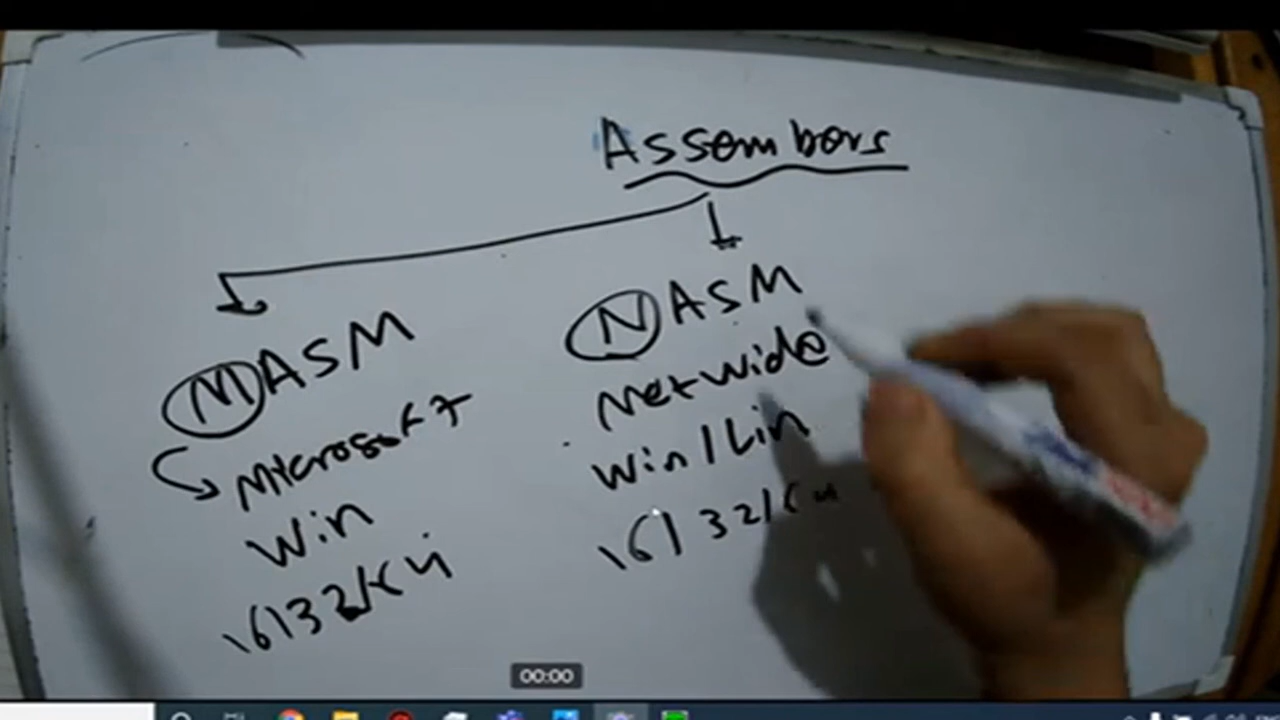 Assembers
MASM
Microsoft
Win
16/32/64
NASM
Netwide
Win/Lin
16/32/64
00:00